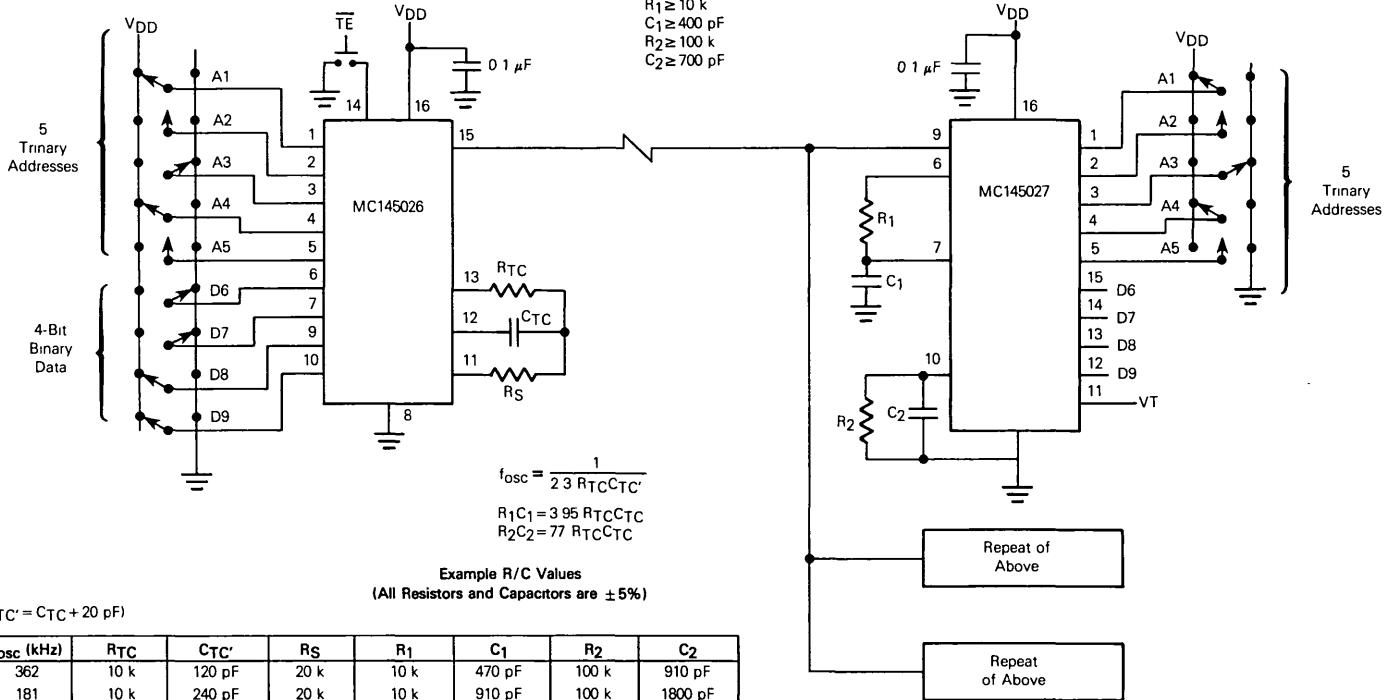 R1 ≥ 10 k
C1 ≥ 400 pF
R2 ≥ 100 k
C2 ≥ 700 pF
VDD
TE
VDD
0 1 µF
14
16
5
Trinary
Addresses
A1
A2
A3
A4
A5
4-Bit
Binary
Data
D6
D7
D8
D9
1
2
3
4
5
6
7
9
10
MC145026
15
13
RTC
12
CTC
11
RS
8
VDD
0 1 µF
16
9
6
R1
7
C1
10
R2
C2
MC145027
1
2
3
4
5
15
D6
14
D7
13
D8
12
D9
11
VT
VDD
A1
A2
A3
A4
A5
5
Trinary
Addresses
fosc = 1 / 2 3 RTCCTC'
R1C1 = 3 95 RTCCTC
R2C2 = 77 RTCCTC
Repeat of
Above
Repeat
of Above
Example R/C Values
(All Resistors and Capacitors are ±5%)
TC' = CTC + 20 pF)
osc (kHz) RTC CTC' RS R1 C1 R2 C2
362 10 k 120 pF 20 k 10 k 470 pF 100 k 910 pF
181 10 k 240 pF 20 k 10 k 910 pF 100 k 1800 pF